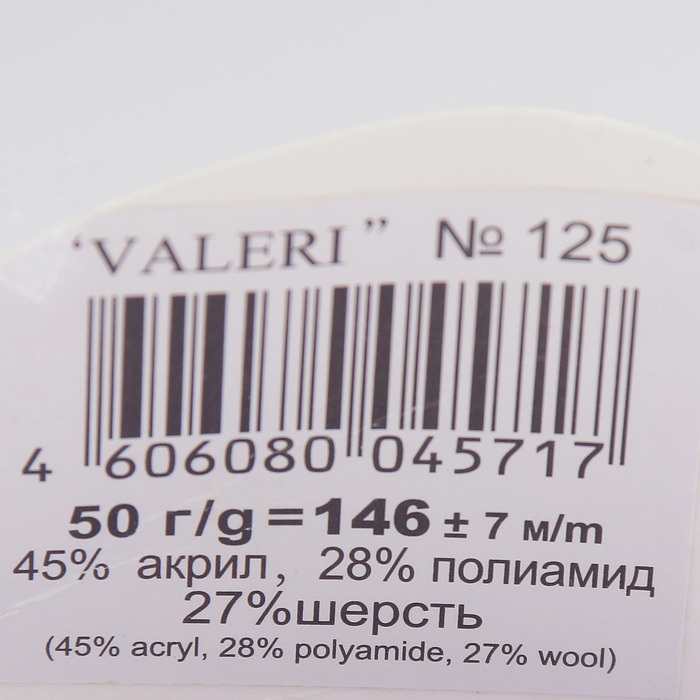 ‘VALERI” № 125
4 606080 045717
50 г/g=146 ± 7 м/m
45% акрил, 28% полиамид
27%шерсть
(45% acryl, 28% polyamide, 27% wool)